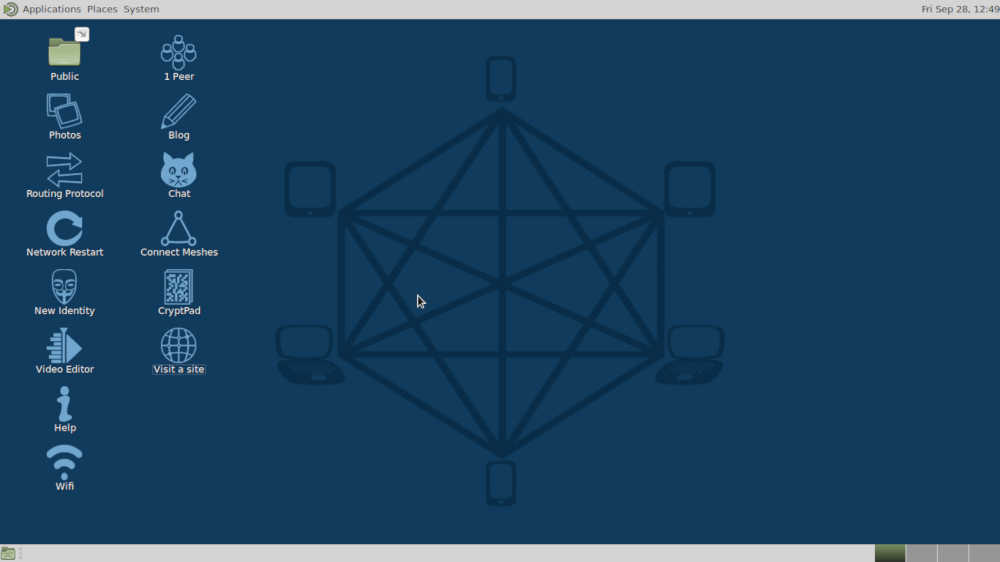 Applications Places System Fri Sep 28, 12:49
Public
1 Peer
Photos
Blog
Routing Protocol
Chat
Network Restart
Connect Meshes
New Identity
CryptPad
Video Editor
Visit a site
Help
Wifi